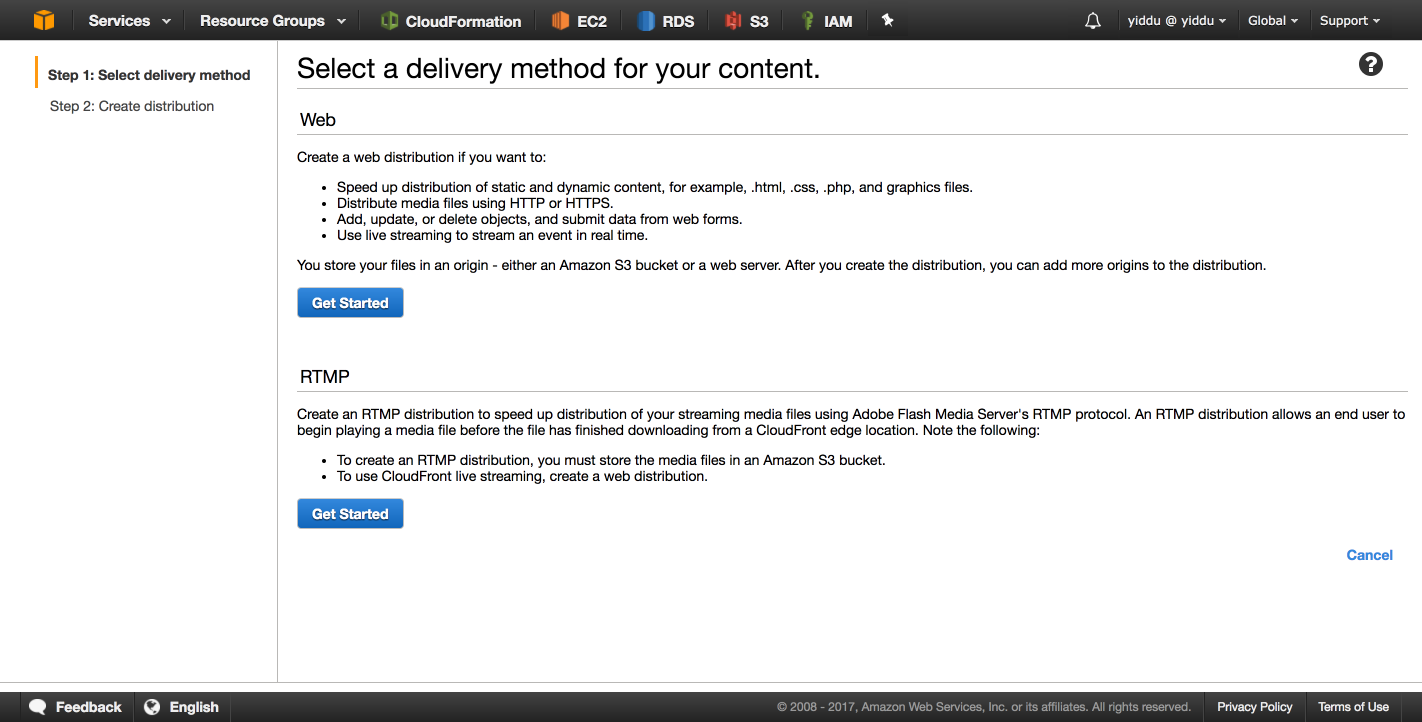 Services Resource Groups CloudFormation EC2 RDS S3 IAM yiddu @ yiddu Global Support
Step 1: Select delivery method
Step 2: Create distribution
Select a delivery method for your content.
?
Web
Create a web distribution if you want to:
• Speed up distribution of static and dynamic content, for example, .html, .css, .php, and graphics files.
• Distribute media files using HTTP or HTTPS.
• Add, update, or delete objects, and submit data from web forms.
• Use live streaming to stream an event in real time.
You store your files in an origin - either an Amazon S3 bucket or a web server. After you create the distribution, you can add more origins to the distribution.
Get Started
RTMP
Create an RTMP distribution to speed up distribution of your streaming media files using Adobe Flash Media Server's RTMP protocol. An RTMP distribution allows an end user to
begin playing a media file before the file has finished downloading from a CloudFront edge location. Note the following:
• To create an RTMP distribution, you must store the media files in an Amazon S3 bucket.
• To use CloudFront live streaming, create a web distribution.
Get Started
Cancel
Feedback English © 2008 - 2017, Amazon Web Services, Inc. or its affiliates. All rights reserved. Privacy Policy Terms of Use